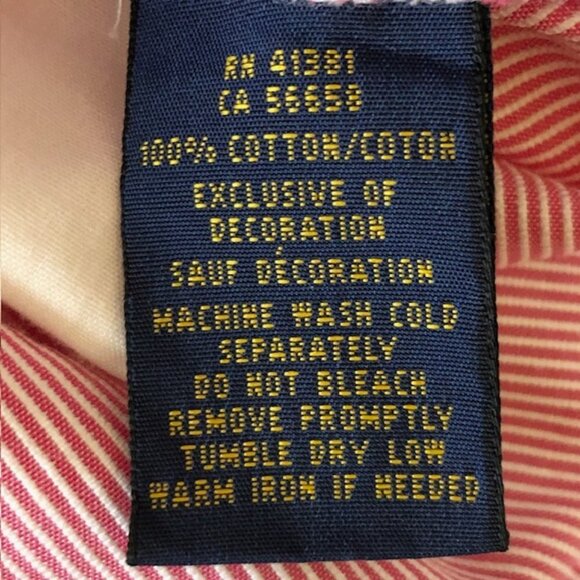 RN 41381
CA 56658
100% COTTON/COTON
EXCLUSIVE OF
DECORATION
SAUF DÉCORATION
MACHINE WASH COLD
SEPARATELY
DO NOT BLEACH
REMOVE PROMPTLY
TUMBLE DRY LOW
WARM IRON IF NEEDED